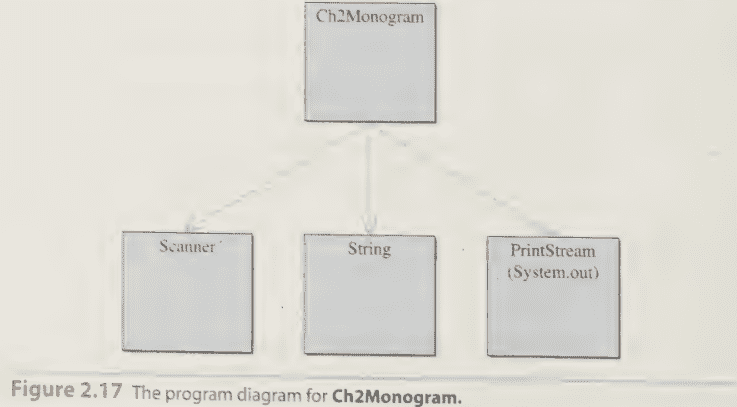 Ch2Monogram
Scanner
String
PrintStream
(System.out)
Figure 2.17 The program diagram for Ch2Monogram.